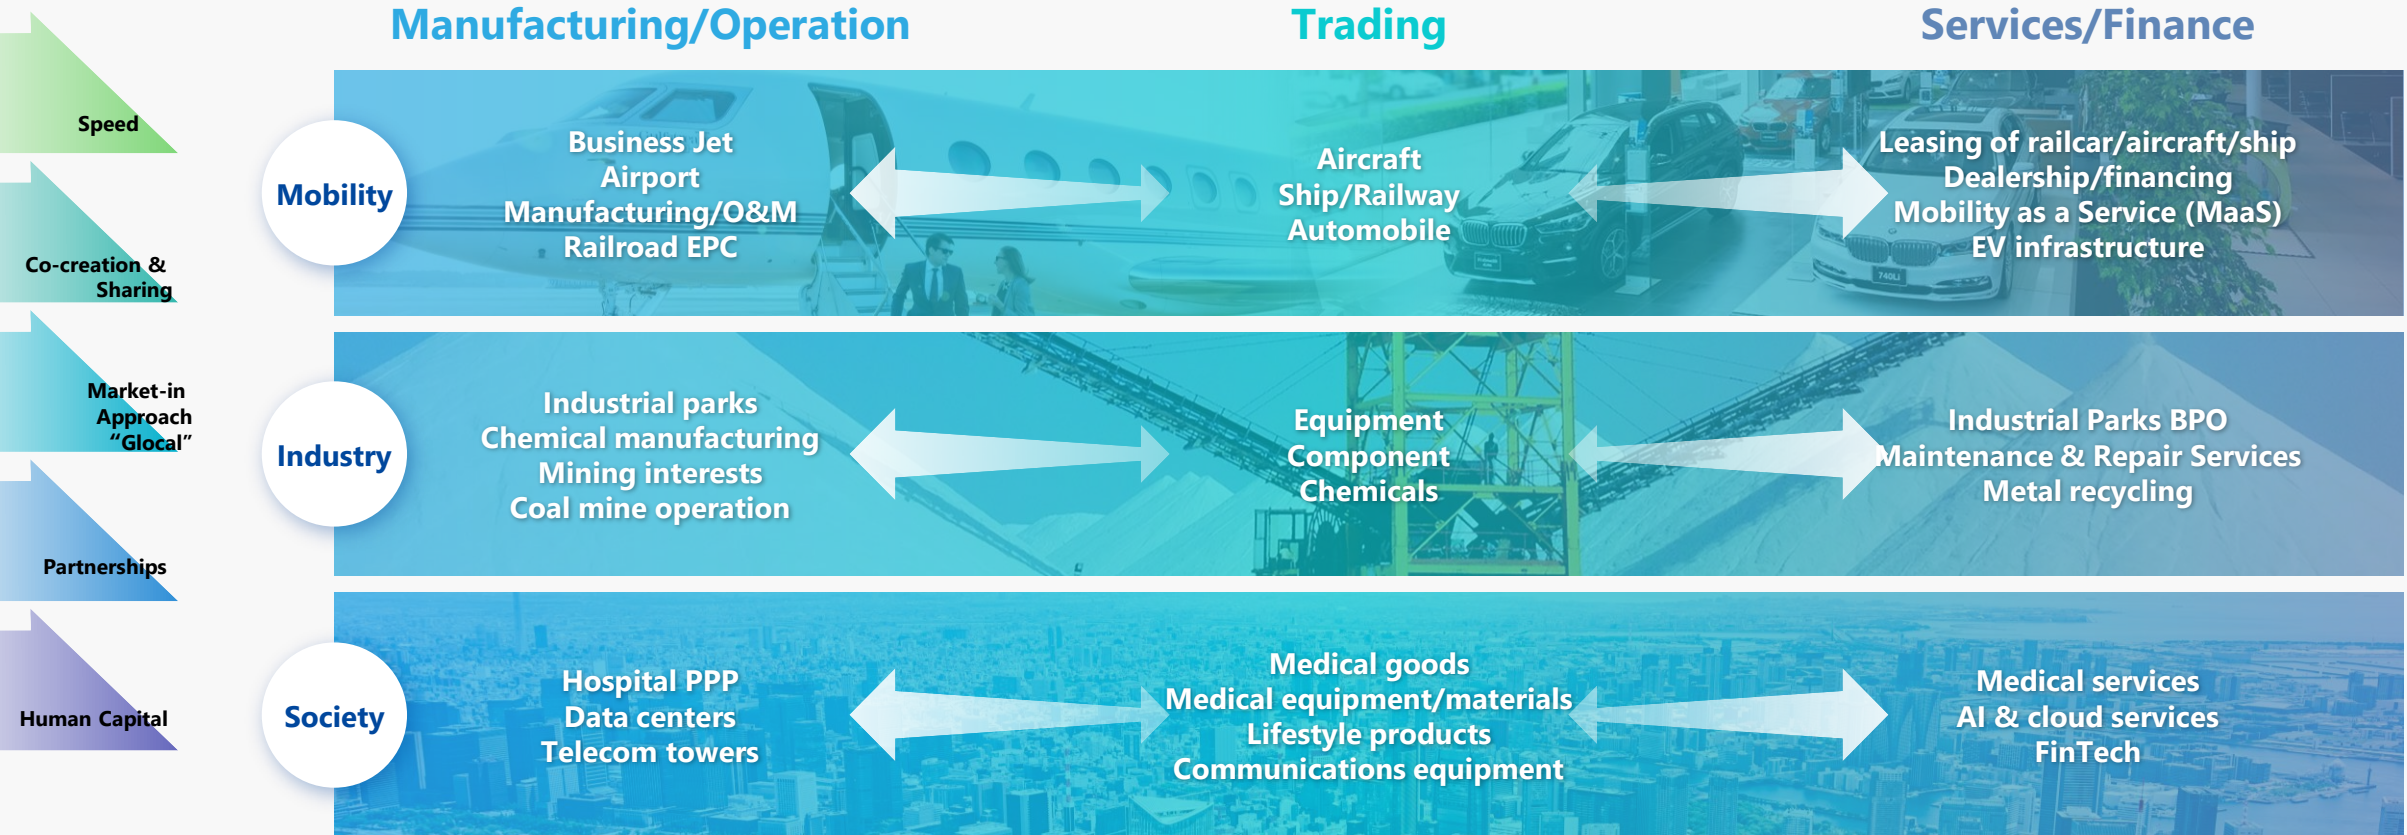 Manufacturing/Operation
Trading
Services/Finance
Speed
Co-creation &
Sharing
Market-in
Approach
“Glocal”
Partnerships
Human Capital
Mobility
Business Jet
Airport
Manufacturing/O&M
Railroad EPC
Aircraft
Ship/Railway
Automobile
Leasing of railcar/aircraft/ship
Dealership/financing
Mobility as a Service (MaaS)
EV infrastructure
740Li
Industry
Industrial parks
Chemical manufacturing
Mining interests
Coal mine operation
Equipment
Component
Chemicals
Industrial Parks BPO
Maintenance & Repair Services
Metal recycling
Society
Hospital PPP
Data centers
Telecom towers
Medical goods
Medical equipment/materials
Lifestyle products
Communications equipment
Medical services
AI & cloud services
FinTech